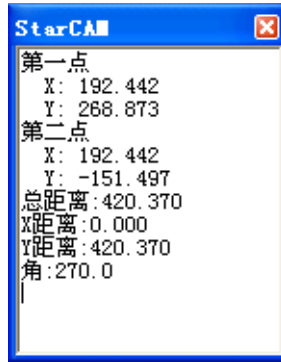 StarCAM
第一点
X: 192.442
Y: 268.873
第二点
X: 192.442
Y: -151.497
总距离:420.370
X距离:0.000
Y距离:420.370
角:270.0